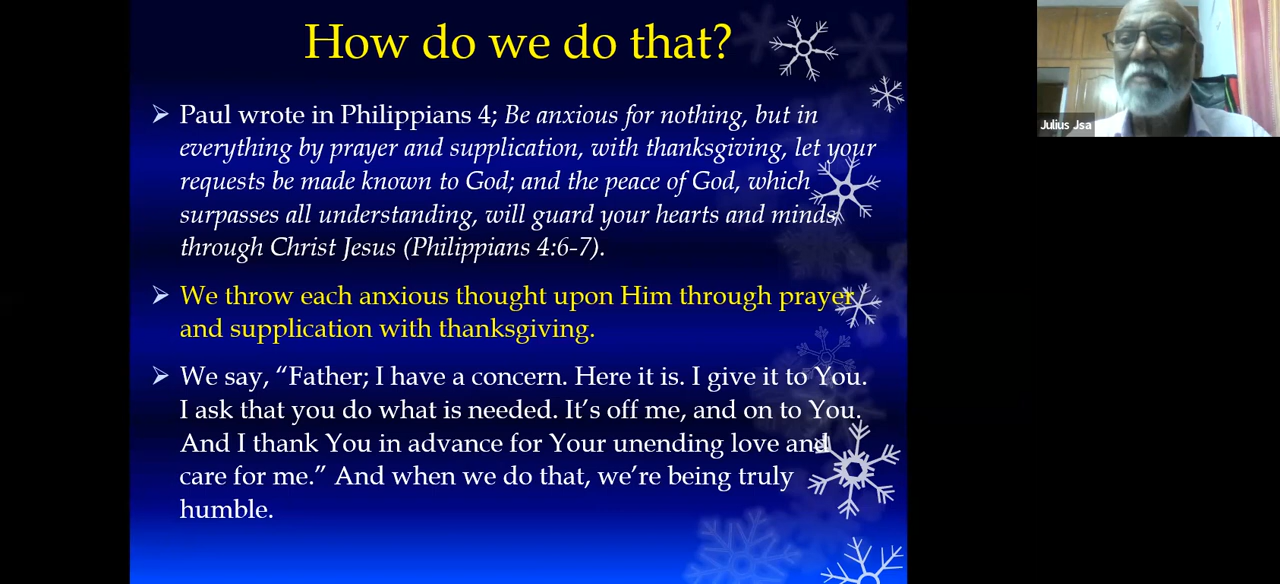 How do we do that?
Paul wrote in Philippians 4; Be anxious for nothing, but in
everything by prayer and supplication, with thanksgiving, let your
requests be made known to God; and the peace of God, which
surpasses all understanding, will guard your hearts and minds
through Christ Jesus (Philippians 4:6-7).
We throw each anxious thought upon Him through prayer
and supplication with thanksgiving.
We say, “Father; I have a concern. Here it is. I give it to You.
I ask that you do what is needed. It’s off me, and on to You.
And I thank You in advance for Your unending love and
care for me.” And when we do that, we’re being truly
humble.
Julius Jsa